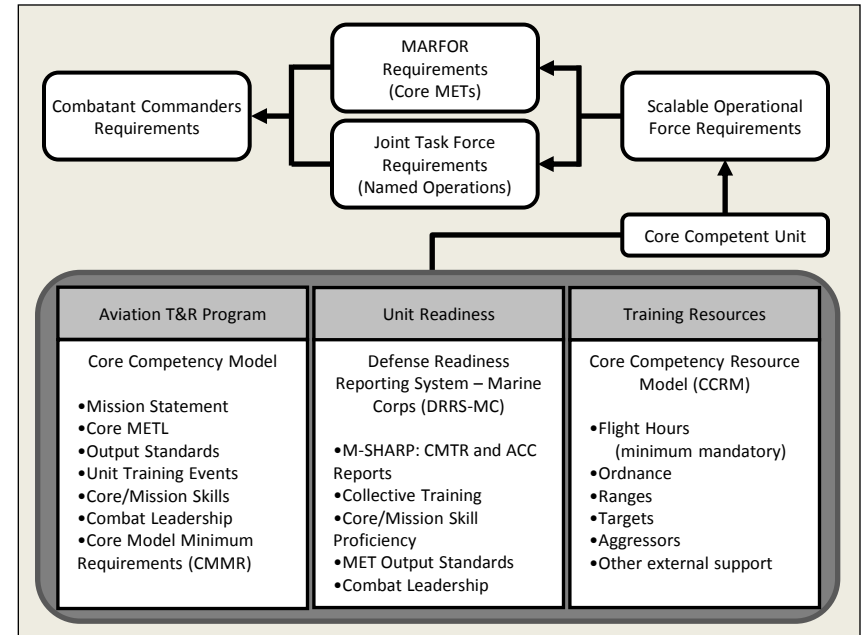 MARFOR
Requirements
(Core METs)
Combatant Commanders
Requirements
Scalable Operational
Force Requirements
Joint Task Force
Requirements
(Named Operations)
Core Competent Unit
Aviation T&R Program
Core Competency Model
•Mission Statement
•Core METL
•Output Standards
•Unit Training Events
•Core/Mission Skills
•Combat Leadership
•Core Model Minimum
Requirements (CMMR)
Unit Readiness
Defense Readiness
Reporting System – Marine
Corps (DRRS-MC)
•M-SHARP: CMTR and ACC
Reports
•Collective Training
•Core/Mission Skill
Proficiency
•MET Output Standards
•Combat Leadership
Training Resources
Core Competency Resource
Model (CCRM)
•Flight Hours
(minimum mandatory)
•Ordnance
•Ranges
•Targets
•Aggressors
•Other external support